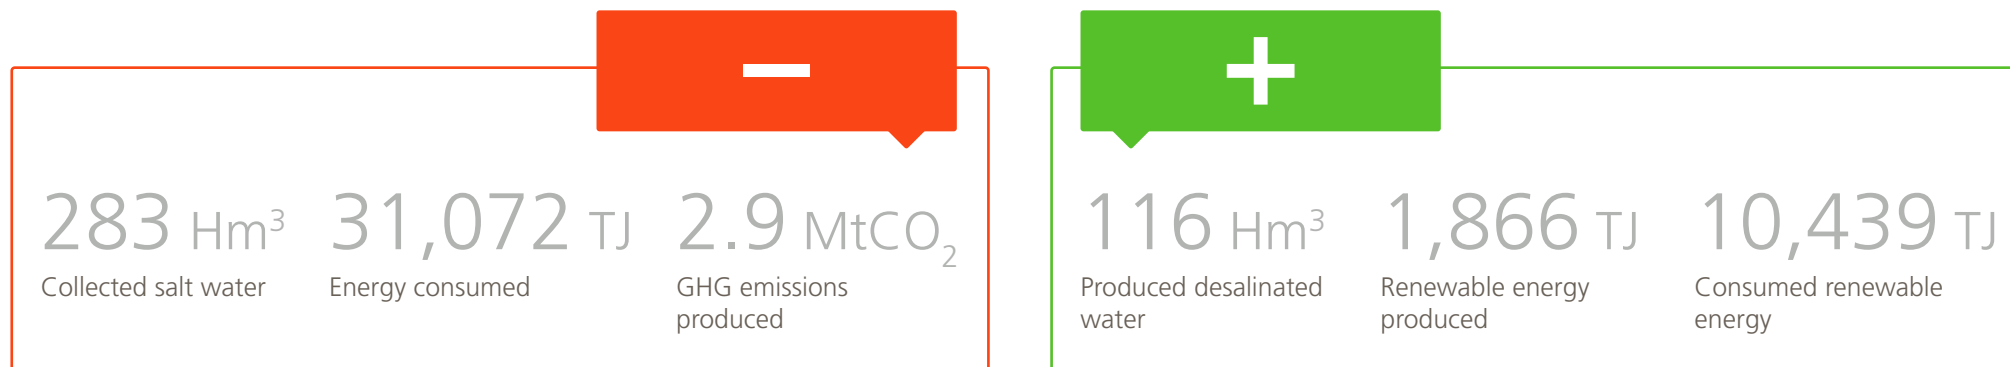 −
+
283 Hm³ 31,072 TJ 2.9 MtCO₂
Collected salt water Energy consumed GHG emissions
produced
116 Hm³ 1,866 TJ 10,439 TJ
Produced desalinated Renewable energy Consumed renewable
water produced energy